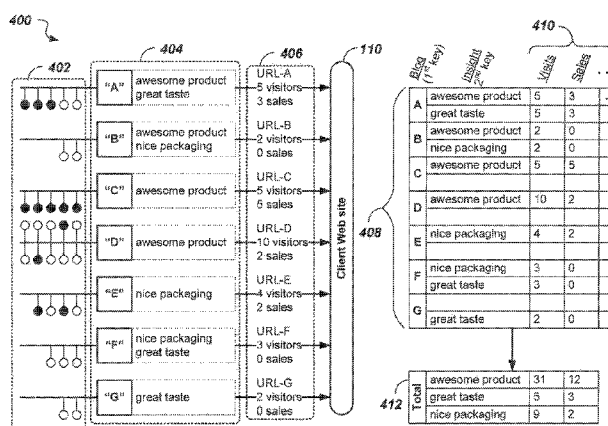 400
402
404
406
110
410
"A"
awesome product
great taste
URL-A
5 visitors
3 sales
"B"
awesome product
nice packaging
URL-B
2 visitors
0 sales
"C"
awesome product
URL-C
5 visitors
5 sales
"D"
awesome product
URL-D
10 visitors
2 sales
"E"
nice packaging
URL-E
4 visitors
2 sales
"F"
nice packaging
great taste
URL-F
3 visitors
0 sales
"G"
great taste
URL-G
2 visitors
0 sales
Client Web site
408
Blog
(1st key)
Insight
2nd key
Visits
Sales
A awesome product 5 3
great taste 5 3
B awesome product 2 0
nice packaging 2 0
C awesome product 5 5
D awesome product 10 2
E nice packaging 4 2
F nice packaging 3 0
great taste 3 0
G
great taste 2 0
412
Total
awesome product 31 12
great taste 5 3
nice packaging 9 2